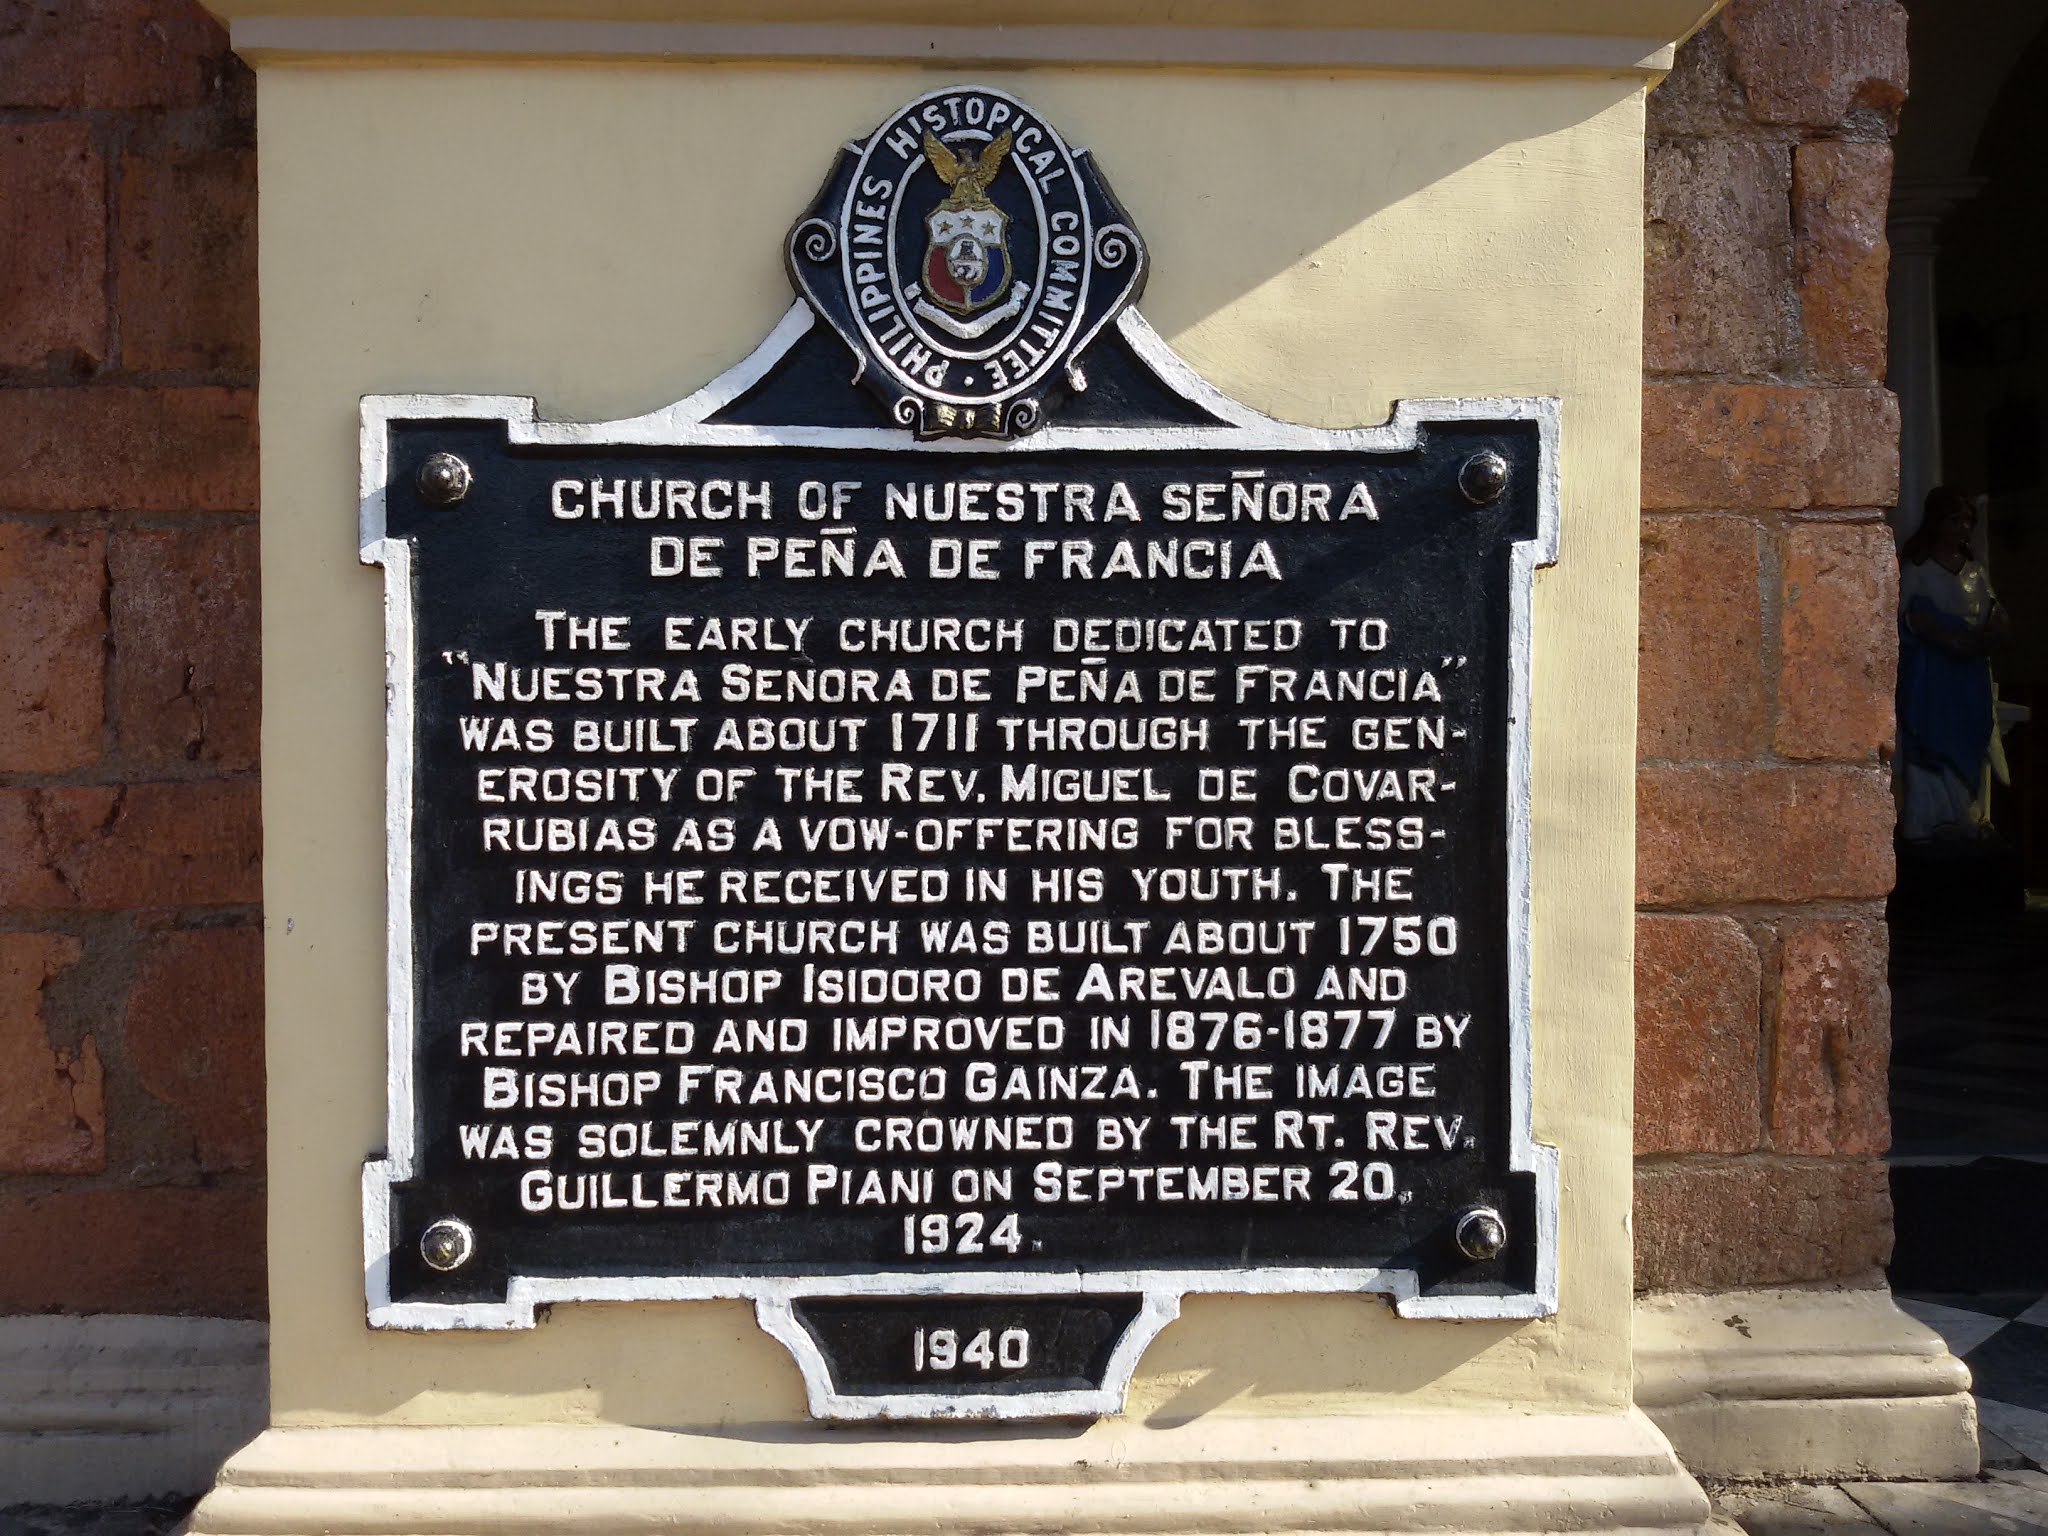 PHILIPPINES HISTORICAL COMMITTEE
CHURCH OF NUESTRA SEÑORA
DE PEÑA DE FRANCIA
THE EARLY CHURCH DEDICATED TO
"NUESTRA SENORA DE PEÑA DE FRANCIA"
WAS BUILT ABOUT 1711 THROUGH THE GEN-
EROSITY OF THE REV. MIGUEL DE COVAR-
RUBIAS AS A VOW-OFFERING FOR BLESS-
INGS HE RECEIVED IN HIS YOUTH. THE
PRESENT CHURCH WAS BUILT ABOUT 1750
BY BISHOP ISIDORO DE AREVALO AND
REPAIRED AND IMPROVED IN 1876-1877 BY
BISHOP FRANCISCO GAINZA. THE IMAGE
WAS SOLEMNLY CROWNED BY THE RT. REV.
GUILLERMO PIANI ON SEPTEMBER 20,
1924.
1940